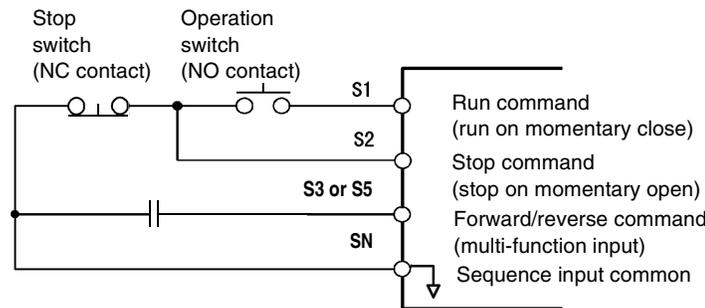 Stop
switch
(NC contact)
Operation
switch
(NO contact)
S1
Run command
(run on momentary close)
S2
Stop command
(stop on momentary open)
S3 or S5
Forward/reverse command
(multi-function input)
SN
Sequence input common